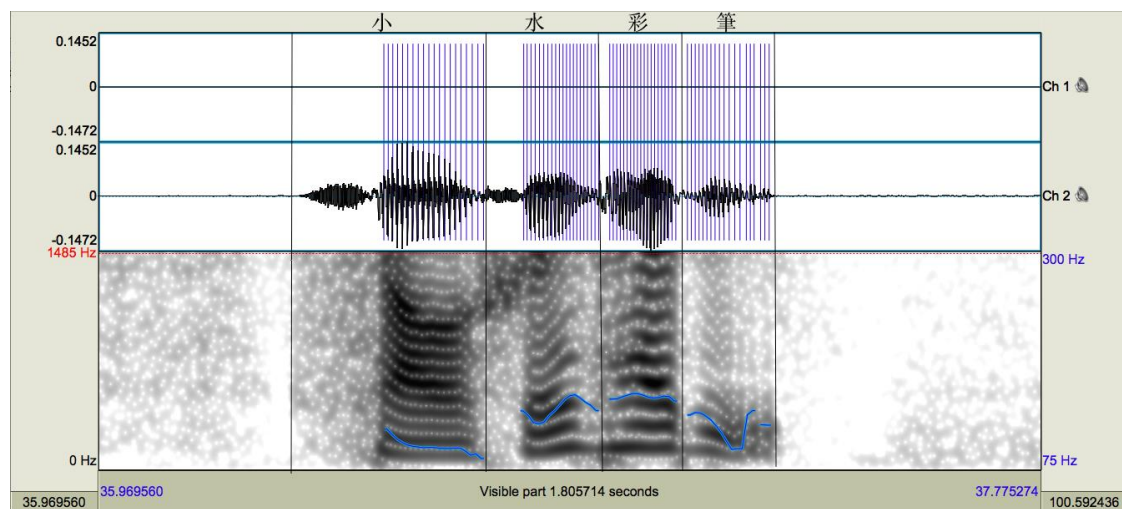 小 水 彩 筆
0.1452
0
-0.1472
Ch 1
0.1452
0
-0.1472
Ch 2
1485 Hz
300 Hz
0 Hz
75 Hz
35.969560
Visible part 1.805714 seconds
37.775274
35.969560
100.592436